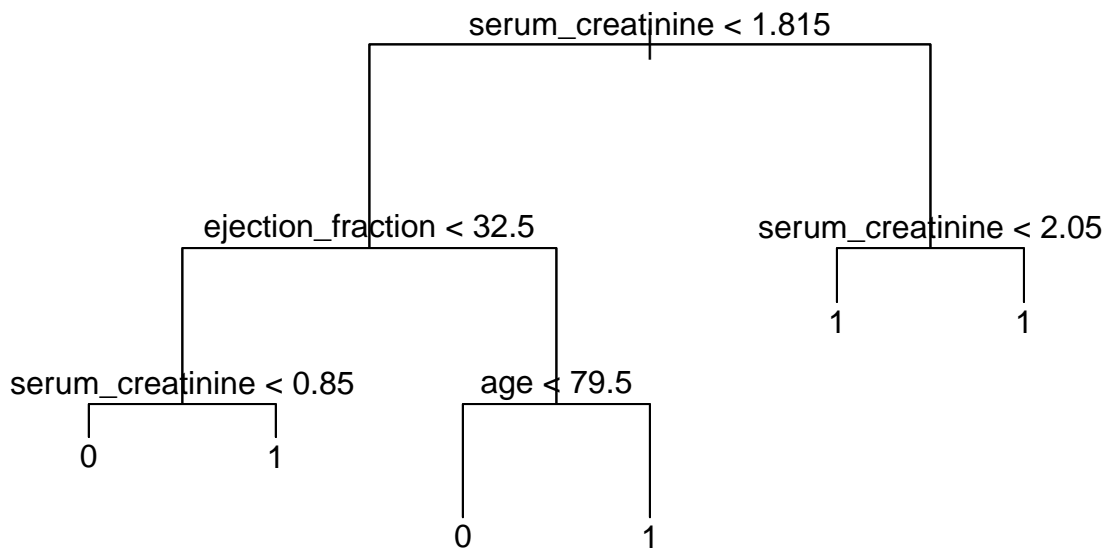 serum_creatinine < 1.815
ejection_fraction < 32.5
serum_creatinine < 2.05
1
1
serum_creatinine < 0.85
age < 79.5
0
1
0
1